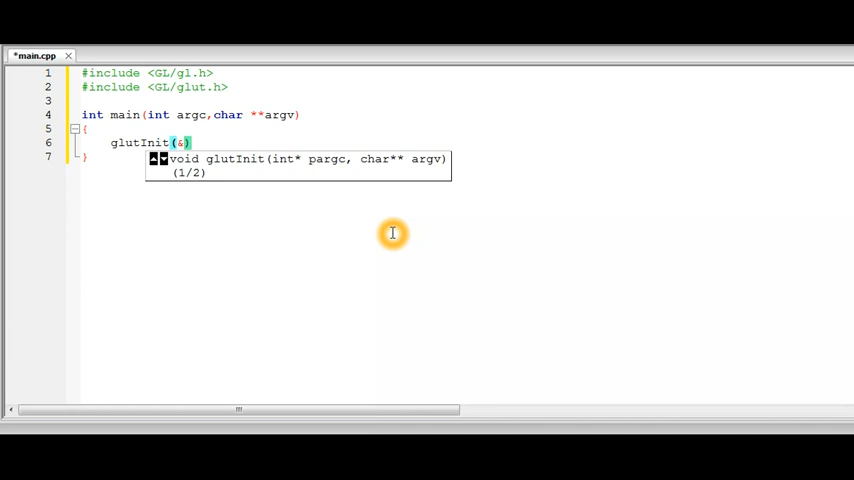 *main.cpp
1 #include <GL/gl.h>
2 #include <GL/glut.h>
3
4 int main(int argc,char **argv)
5 {
6 glutInit(&)
void glutInit(int* pargc, char** argv)
(1/2)
7 }